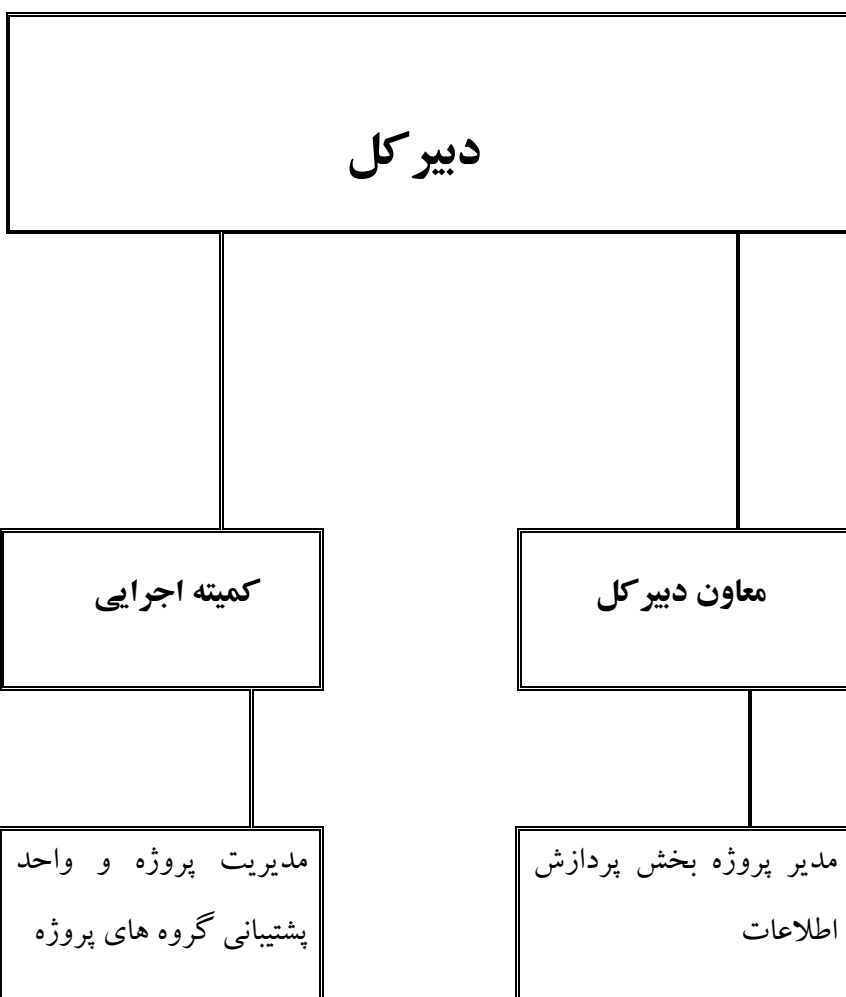 دبیر کل
معاون دبیر کل
کمیته اجرایی
مدیر پروژه بخش پردازش
اطلاعات
مدیریت پروژه و واحد
پشتیبانی گروه های پروژه